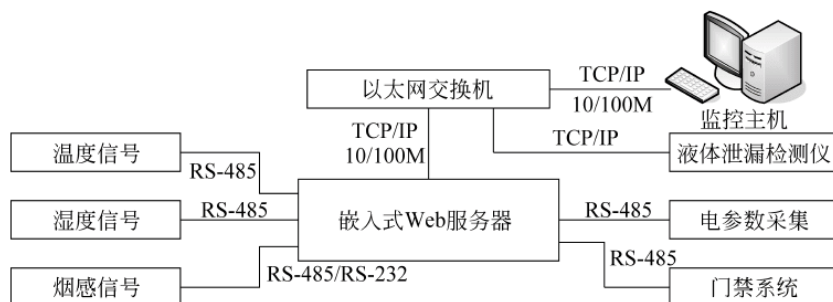 TCP/IP
以太网交换机
10/100M
监控主机
TCP/IP
10/100M
TCP/IP
温度信号
液体泄漏检测仪
RS-485
湿度信号
RS-485
嵌入式Web服务器
RS-485
电参数采集
RS-485
烟感信号
RS-485/RS-232
门禁系统